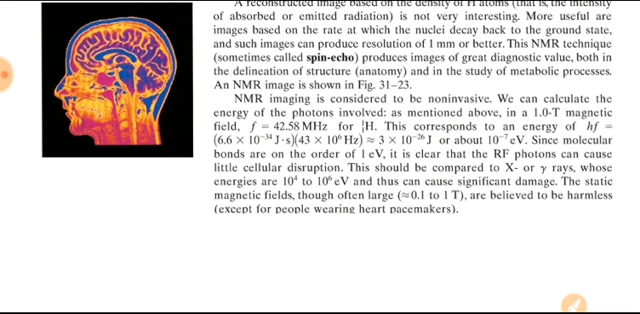 A reconstructed image based on the density of H atoms (that is, the intensity
of absorbed or emitted radiation) is not very interesting. More useful are
images based on the rate at which the nuclei decay back to the ground state,
and such images can produce resolution of 1 mm or better. This NMR technique
(sometimes called spin-echo) produces images of great diagnostic value, both in
the delineation of structure (anatomy) and in the study of metabolic processes.
An NMR image is shown in Fig. 31–23.
NMR imaging is considered to be noninvasive. We can calculate the
energy of the photons involved: as mentioned above, in a 1.0-T magnetic
field, f = 42.58 MHz for ¹₁H. This corresponds to an energy of hf =
(6.6 × 10⁻³⁴ J·s)(43 × 10⁶ Hz) ≈ 3 × 10⁻²⁶ J or about 10⁻⁷ eV. Since molecular
bonds are on the order of 1 eV, it is clear that the RF photons can cause
little cellular disruption. This should be compared to X- or γ rays, whose
energies are 10⁴ to 10⁶ eV and thus can cause significant damage. The static
magnetic fields, though often large (≈0.1 to 1 T), are believed to be harmless
(except for people wearing heart pacemakers).